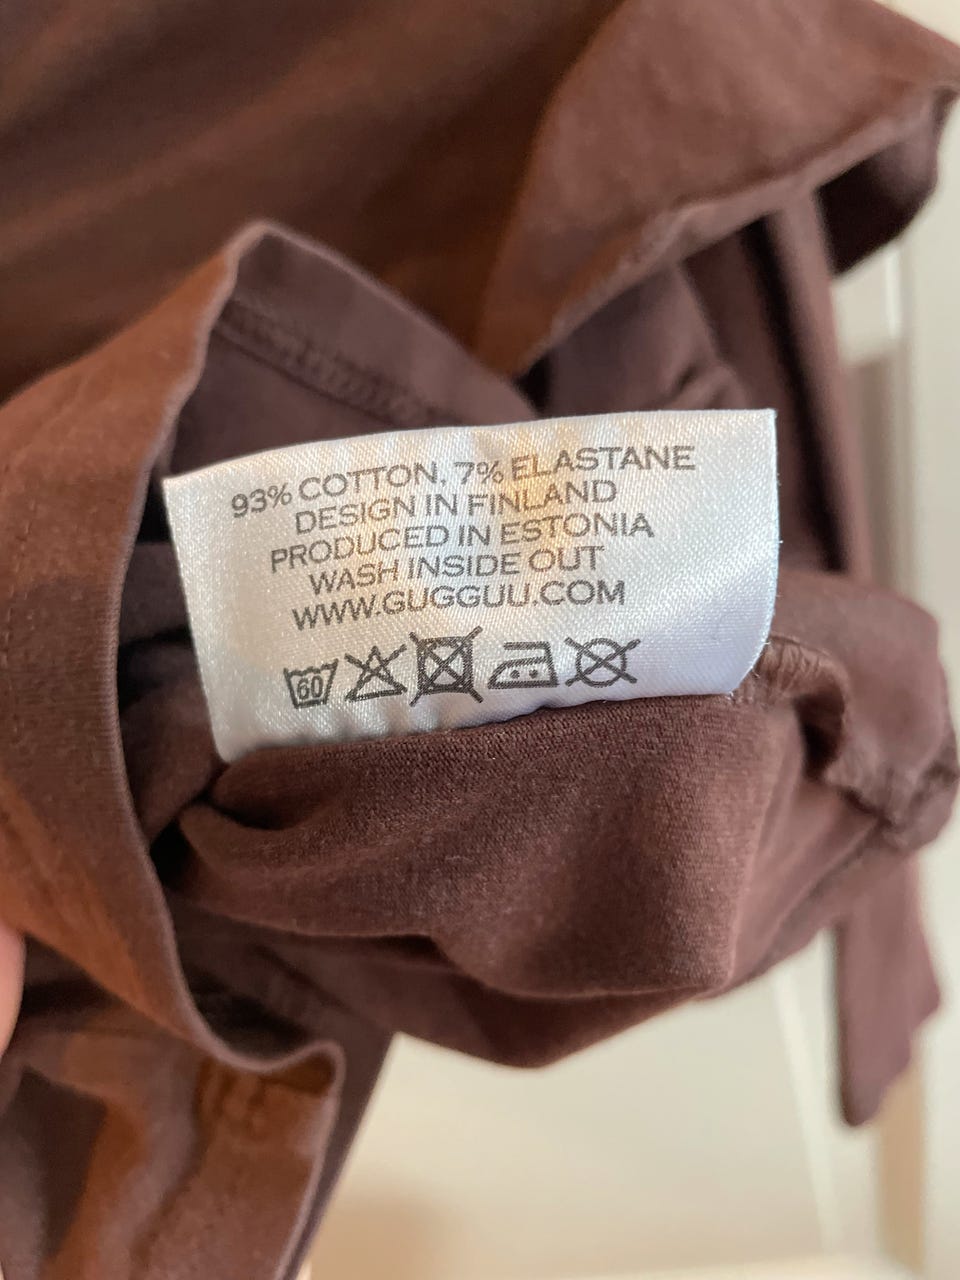 93% COTTON, 7% ELASTANE
DESIGN IN FINLAND
PRODUCED IN ESTONIA
WASH INSIDE OUT
WWW.GUGGUU.COM
60